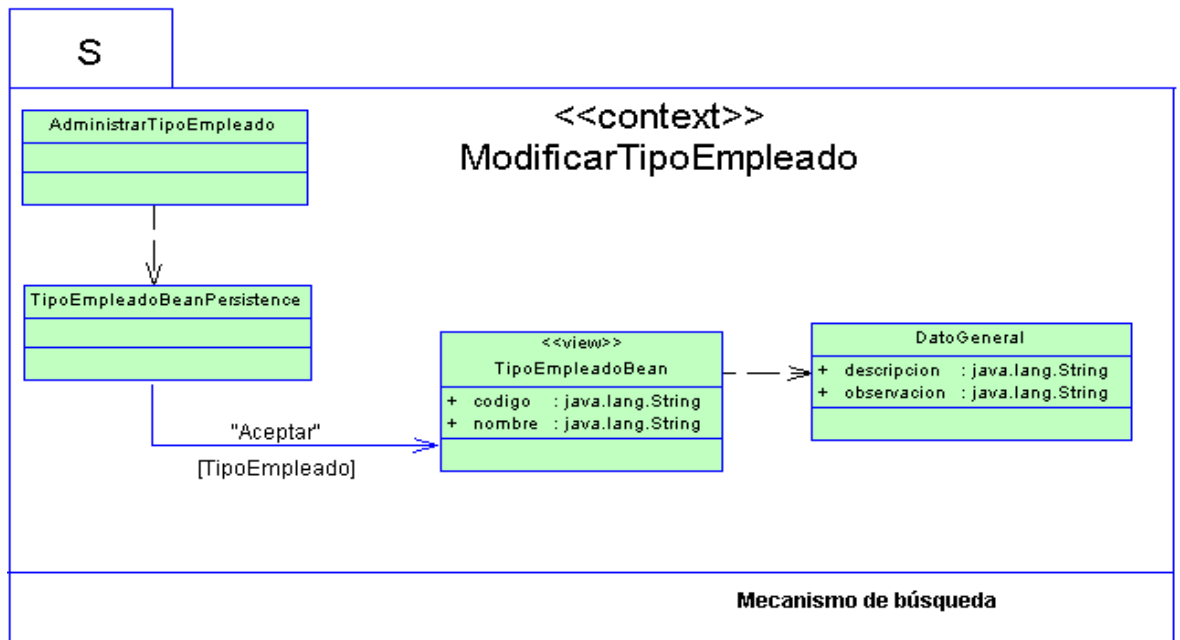 S
<<context>>
ModificarTipoEmpleado
AdministrarTipoEmpleado
TipoEmpleadoBeanPersistence
"Aceptar"
[TipoEmpleado]
<<view>>
TipoEmpleadoBean
+ codigo : java.lang.String
+ nombre : java.lang.String
DatoGeneral
+ descripcion : java.lang.String
+ observacion : java.lang.String
Mecanismo de búsqueda